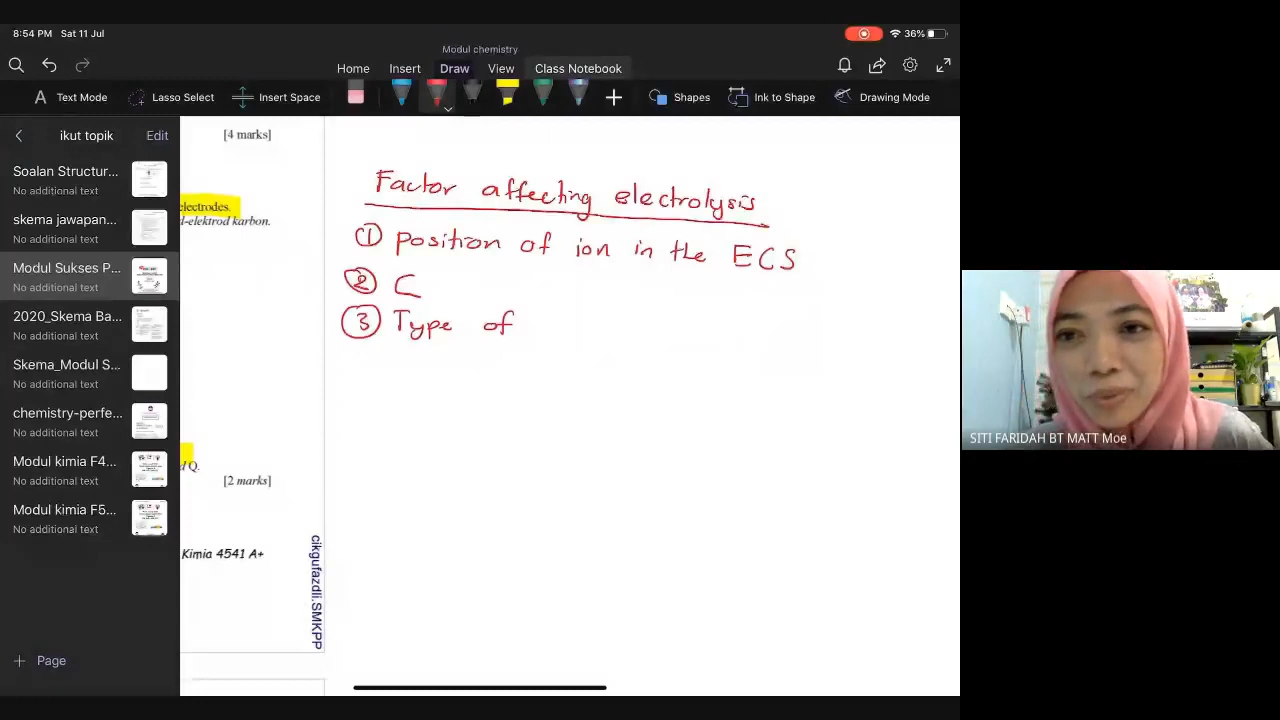 8:54 PM Sat 11 Jul
36%
Modul chemistry
Home Insert Draw View Class Notebook
Text Mode Lasso Select Insert Space Shapes Ink to Shape Drawing Mode
ikut topik Edit
Soalan Structur...
No additional text
skema jawapan...
No additional text
Modul Sukses P...
No additional text
2020_Skema Ba...
No additional text
Skema_Modul S...
No additional text
chemistry-perfe...
No additional text
Modul kimia F4...
No additional text
Modul kimia F5...
No additional text
Page
[4 marks]
electrodes.
d-elektrod karbon.
d Q.
[2 marks]
Kimia 4541 A+
cikgufazdli.SMKPP
Factor affecting electrolysis
1 position of ion in the ECS
2 C
3 Type of
SITI FARIDAH BT MATT Moe